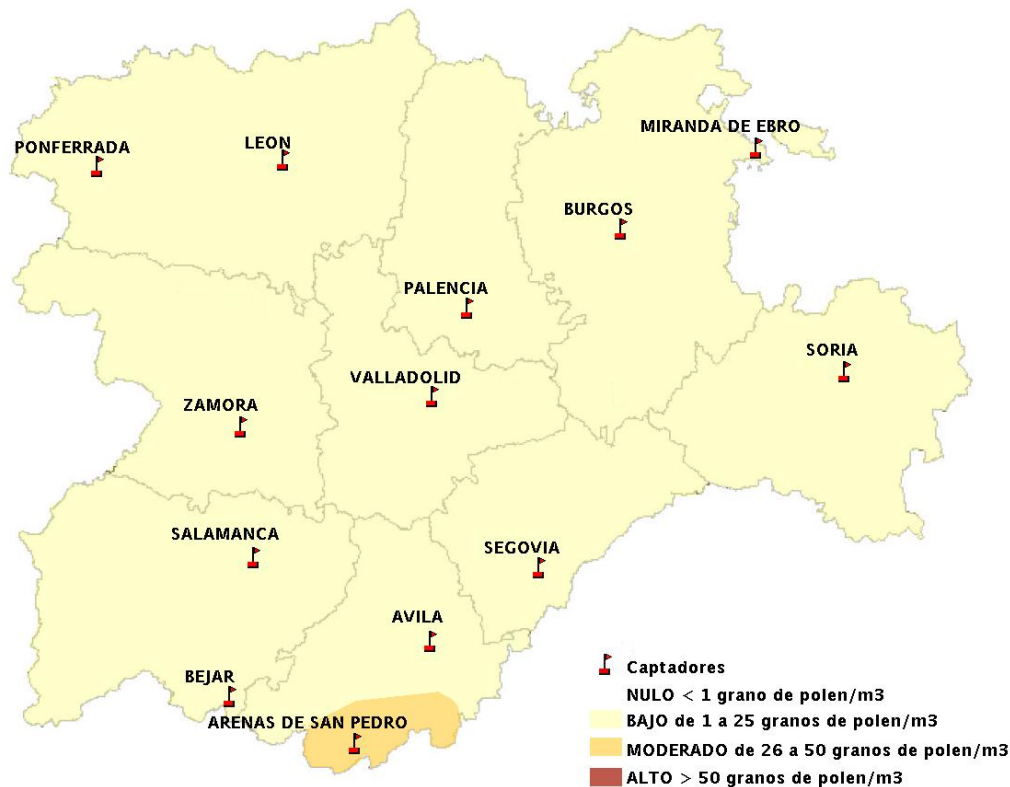 MIRANDA DE EBRO
PONFERRADA
LEON
BURGOS
PALENCIA
SORIA
VALLADOLID
ZAMORA
SALAMANCA
SEGOVIA
AVILA
BEJAR
ARENAS DE SAN PEDRO
Captadores
NULO < 1 grano de polen/m3
BAJO de 1 a 25 granos de polen/m3
MODERADO de 26 a 50 granos de polen/m3
ALTO > 50 granos de polen/m3